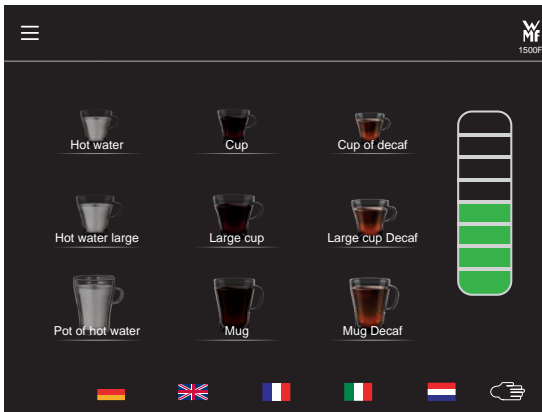 WMF
1500F
Hot water
Cup
Cup of decaf
Hot water large
Large cup
Large cup Decaf
Pot of hot water
Mug
Mug Decaf